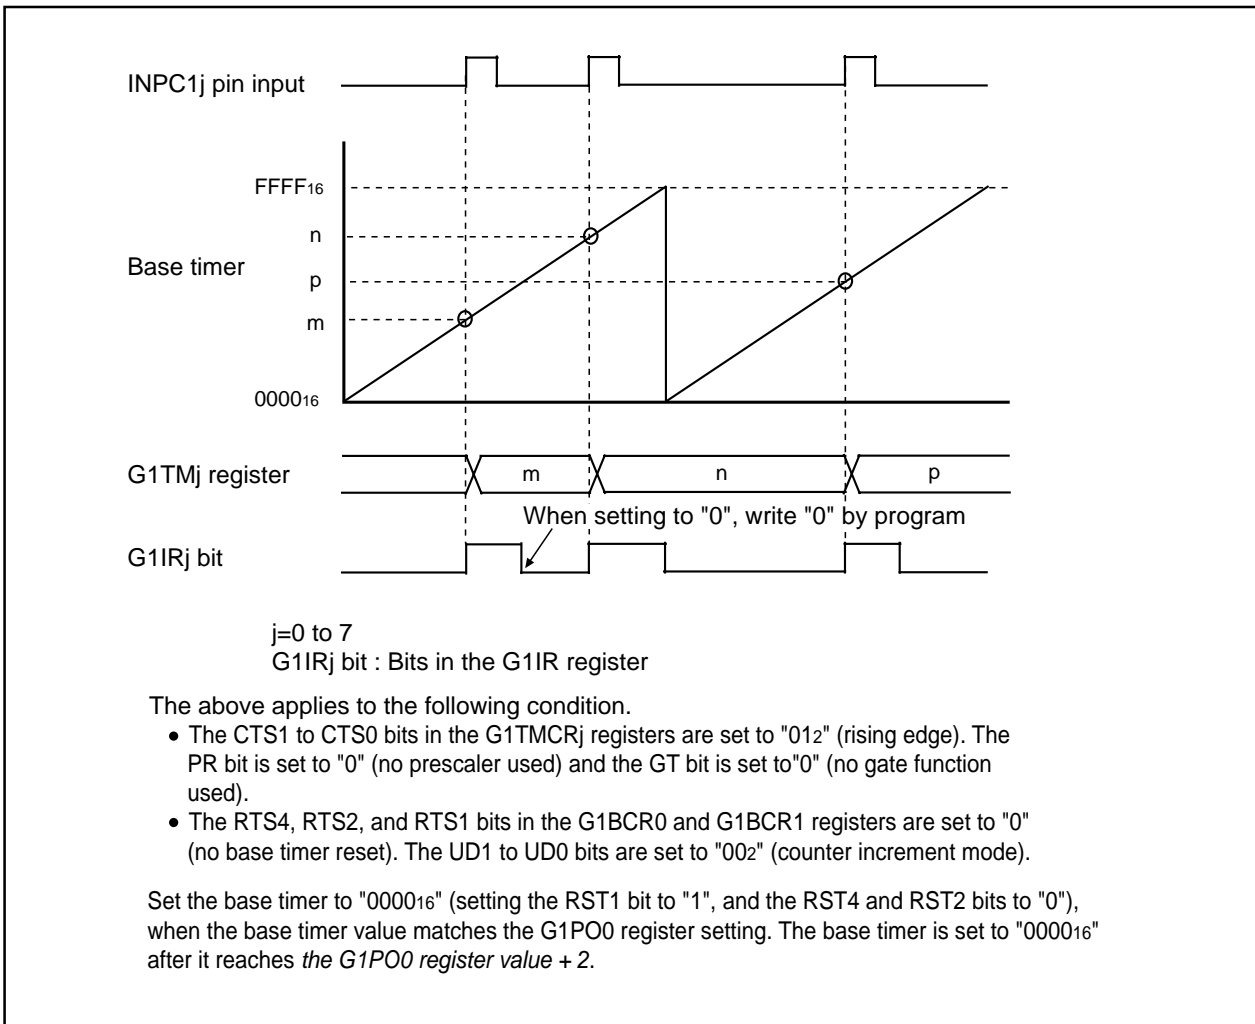 INPC1j pin input
FFFF16
n
Base timer
p
m
000016
G1TMj register
m
n
p
When setting to "0", write "0" by program
G1IRj bit
j=0 to 7
G1IRj bit : Bits in the G1IR register
The above applies to the following condition.
• The CTS1 to CTS0 bits in the G1TMCRj registers are set to "012" (rising edge). The
PR bit is set to "0" (no prescaler used) and the GT bit is set to"0" (no gate function
used).
• The RTS4, RTS2, and RTS1 bits in the G1BCR0 and G1BCR1 registers are set to "0"
(no base timer reset). The UD1 to UD0 bits are set to "002" (counter increment mode).
Set the base timer to "000016" (setting the RST1 bit to "1", and the RST4 and RST2 bits to "0"),
when the base timer value matches the G1PO0 register setting. The base timer is set to "000016"
after it reaches the G1PO0 register value + 2.